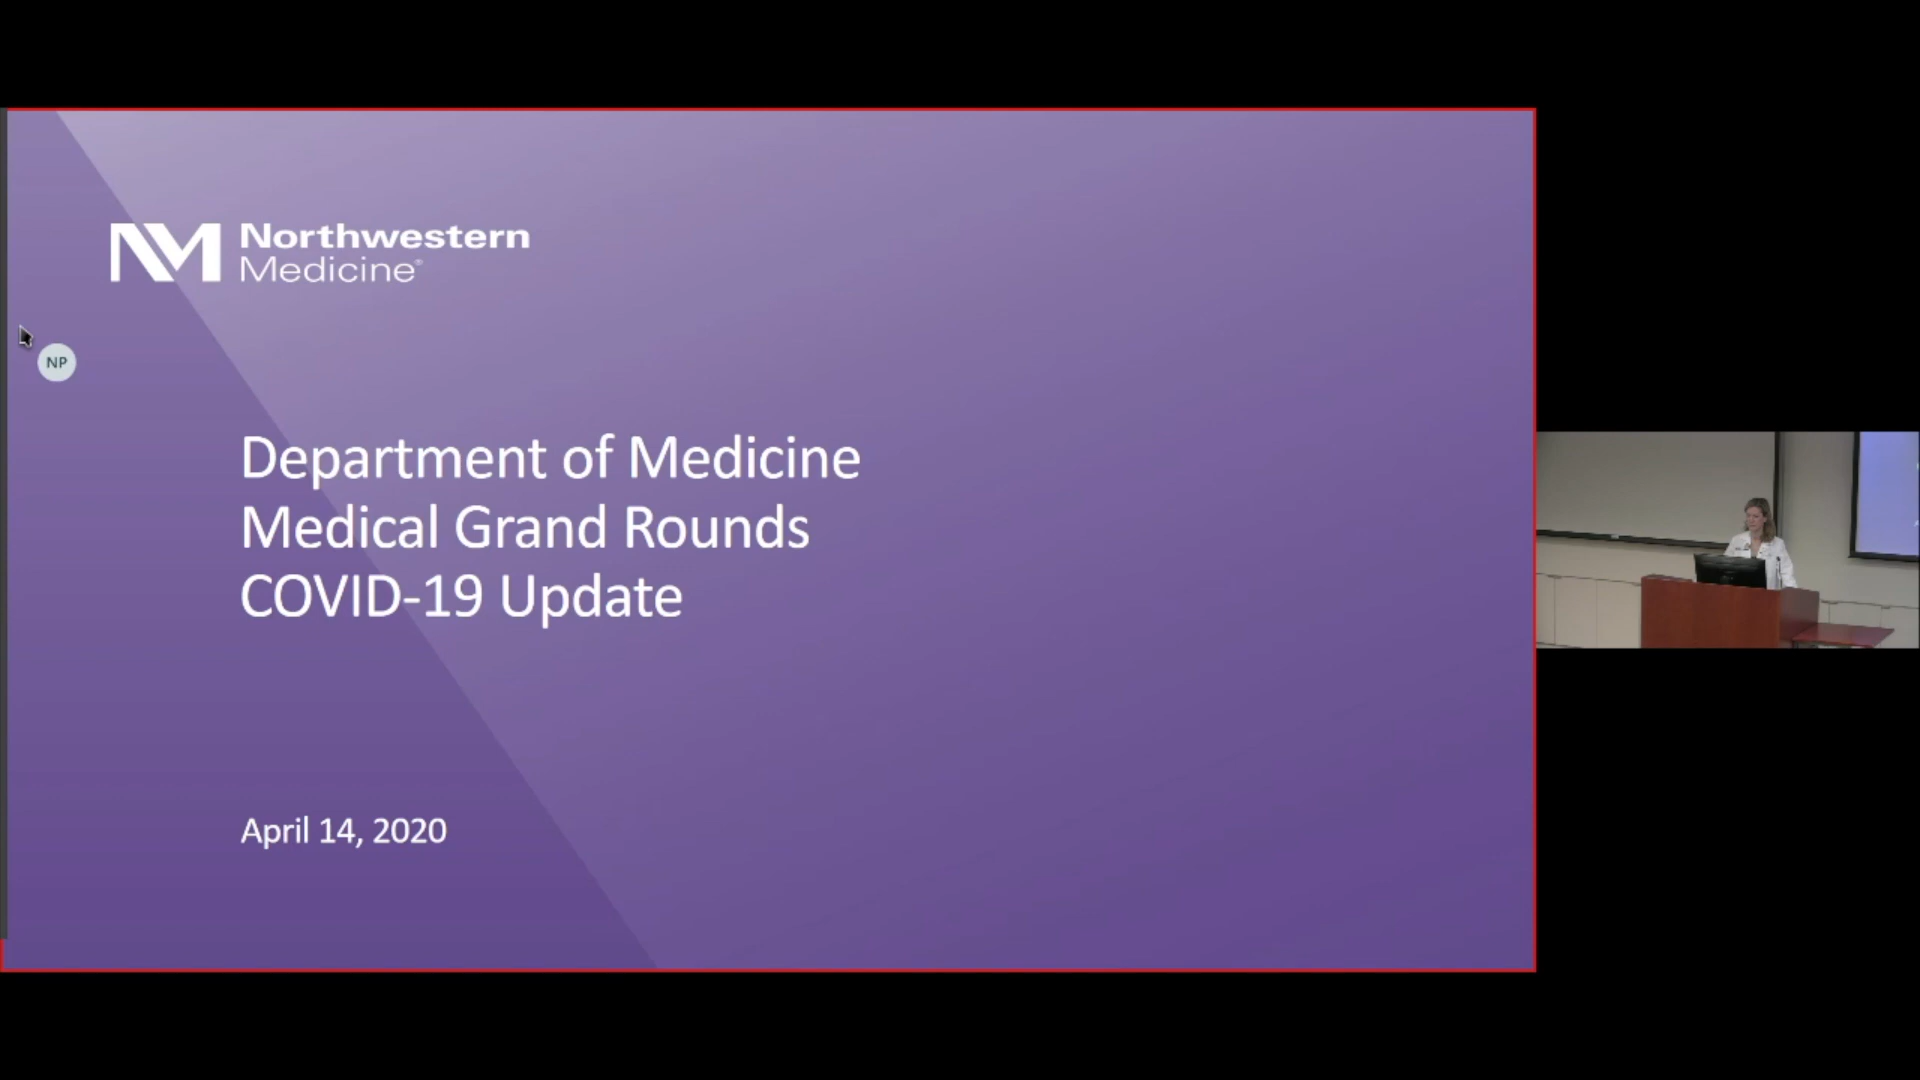 Northwestern
Medicine®
NP
Department of Medicine
Medical Grand Rounds
COVID-19 Update
April 14, 2020